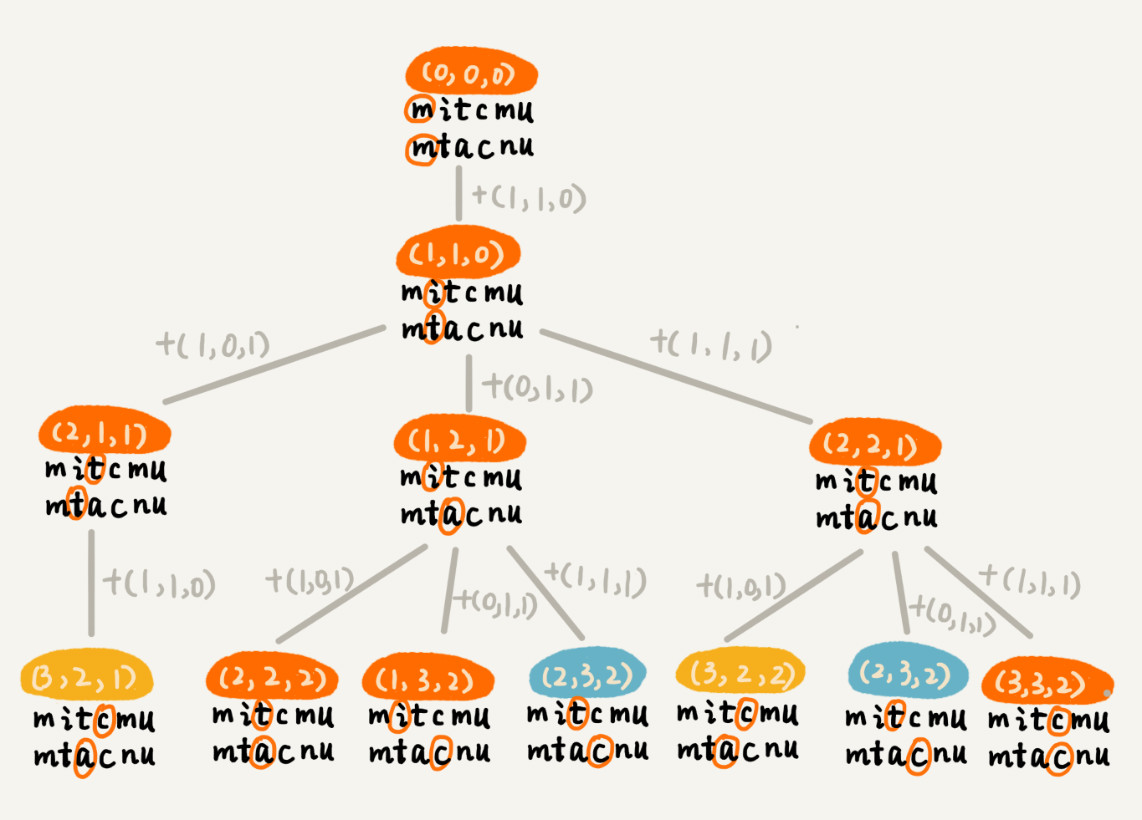 (0,0,0)
mitcmu
mtacnu
+(1,1,0)
(1,1,0)
mitcmu
mtacnu
+(1,0,1)
+(0,1,1)
+(1,1,1)
(2,1,1)
mitcmu
mtacnu
(1,2,1)
mitcmu
mtacnu
(2,2,1)
mitcmu
mtacnu
+(1,1,0)
+(1,0,1)
+(0,1,1)
+(1,1,1)
+(1,0,1)
+(0,1,1)
+(1,1,1)
(3,2,1)
mitcmu
mtacnu
(2,2,2)
mitcmu
mtacnu
(1,3,2)
mitcmu
mtacnu
(2,3,2)
mitcmu
mtacnu
(3,2,2)
mitcmu
mtacnu
(2,3,2)
mitcmu
mtacnu
(3,3,2)
mitcmu
mtacnu